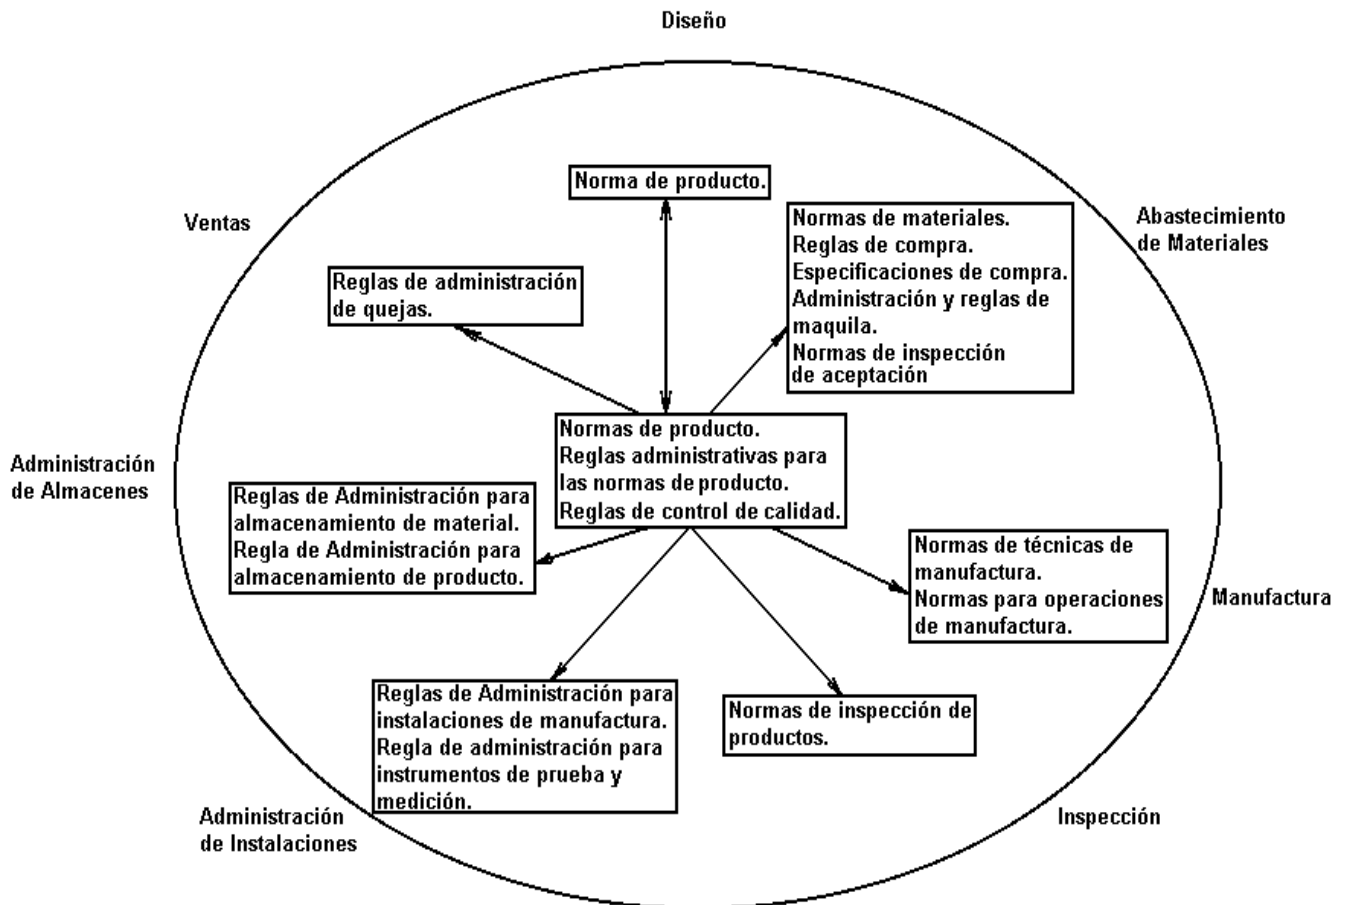 Diseño
Norma de producto.
Ventas
Normas de materiales.
Reglas de compra.
Especificaciones de compra.
Administración y reglas de
maquila.
Normas de inspección
de aceptación
Abastecimiento
de Materiales
Reglas de administración
de quejas.
Normas de producto.
Reglas administrativas para
las normas de producto.
Reglas de control de calidad.
Administración
de Almacenes
Reglas de Administración para
almacenamiento de material.
Regla de Administración para
almacenamiento de producto.
Normas de técnicas de
manufactura.
Normas para operaciones
de manufactura.
Manufactura
Reglas de Administración para
instalaciones de manufactura.
Regla de administración para
instrumentos de prueba y
medición.
Normas de inspección de
productos.
Administración
de Instalaciones
Inspección